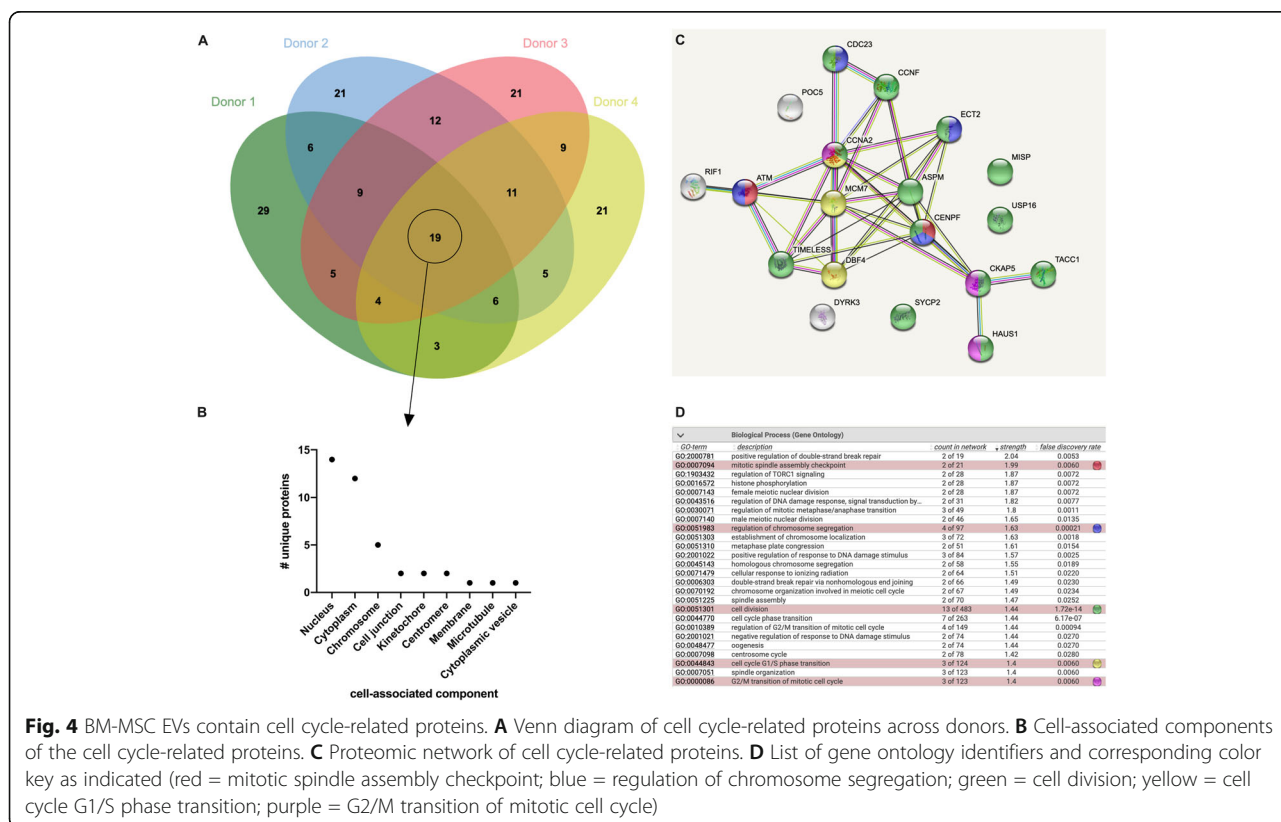 A
Donor 1
Donor 2
Donor 3
Donor 4
21
21
12
6
9
9
11
29
21
19
5
5
4
6
3
B
# unique proteins
15
10
5
0
Nucleus
Cytoplasm
Chromosome
Cell junction
Kinetochore
Centromere
Membrane
Microtubule
Cytoplasmic vesicle
cell-associated component
C
CDC23
CCNF
POC5
ECT2
CCNA2
MISP
RIF1
ATM
ASPM
MCM7
USP16
CENPF
TIMELESS
DBF4
CKAP5
TACC1
DYRK3
SYCP2
HAUS1
D
Biological Process (Gene Ontology)
GO-term description count in network strength false discovery rate
GO:2000781 positive regulation of double-strand break repair 2 of 19 2.04 0.0053
GO:0007094 mitotic spindle assembly checkpoint 2 of 21 1.99 0.0060
GO:1903432 regulation of TORC1 signaling 2 of 28 1.87 0.0072
GO:0016572 histone phosphorylation 2 of 28 1.87 0.0072
GO:0007143 female meiotic nuclear division 2 of 28 1.87 0.0072
GO:0043516 regulation of DNA damage response, signal transduction by... 2 of 31 1.82 0.0077
GO:0030071 regulation of mitotic metaphase/anaphase transition 3 of 49 1.8 0.0011
GO:0007140 male meiotic nuclear division 2 of 46 1.65 0.0135
GO:0051983 regulation of chromosome segregation 4 of 97 1.63 0.00021
GO:0051303 establishment of chromosome localization 3 of 72 1.63 0.0018
GO:0051310 metaphase plate congression 2 of 51 1.61 0.0154
GO:2001022 positive regulation of response to DNA damage stimulus 3 of 84 1.57 0.0025
GO:0045143 homologous chromosome segregation 2 of 58 1.55 0.0189
GO:0071479 cellular response to ionizing radiation 2 of 64 1.51 0.0220
GO:0006303 double-strand break repair via nonhomologous end joining 2 of 66 1.49 0.0230
GO:0070192 chromosome organization involved in meiotic cell cycle 2 of 67 1.49 0.0234
GO:0051225 spindle assembly 2 of 70 1.47 0.0252
GO:0051301 cell division 13 of 483 1.44 1.72e-14
GO:0044770 cell cycle phase transition 7 of 263 1.44 6.17e-07
GO:0010389 regulation of G2/M transition of mitotic cell cycle 4 of 149 1.44 0.00094
GO:2001021 negative regulation of response to DNA damage stimulus 2 of 74 1.44 0.0270
GO:0048477 oogenesis 2 of 74 1.44 0.0270
GO:0007098 centrosome cycle 2 of 78 1.42 0.0280
GO:0044843 cell cycle G1/S phase transition 3 of 124 1.4 0.0060
GO:0007051 spindle organization 3 of 123 1.4 0.0060
GO:0000086 G2/M transition of mitotic cell cycle 3 of 123 1.4 0.0060
Fig. 4 BM-MSC EVs contain cell cycle-related proteins. A Venn diagram of cell cycle-related proteins across donors. B Cell-associated components
of the cell cycle-related proteins. C Proteomic network of cell cycle-related proteins. D List of gene ontology identifiers and corresponding color
key as indicated (red = mitotic spindle assembly checkpoint; blue = regulation of chromosome segregation; green = cell division; yellow = cell
cycle G1/S phase transition; purple = G2/M transition of mitotic cell cycle)